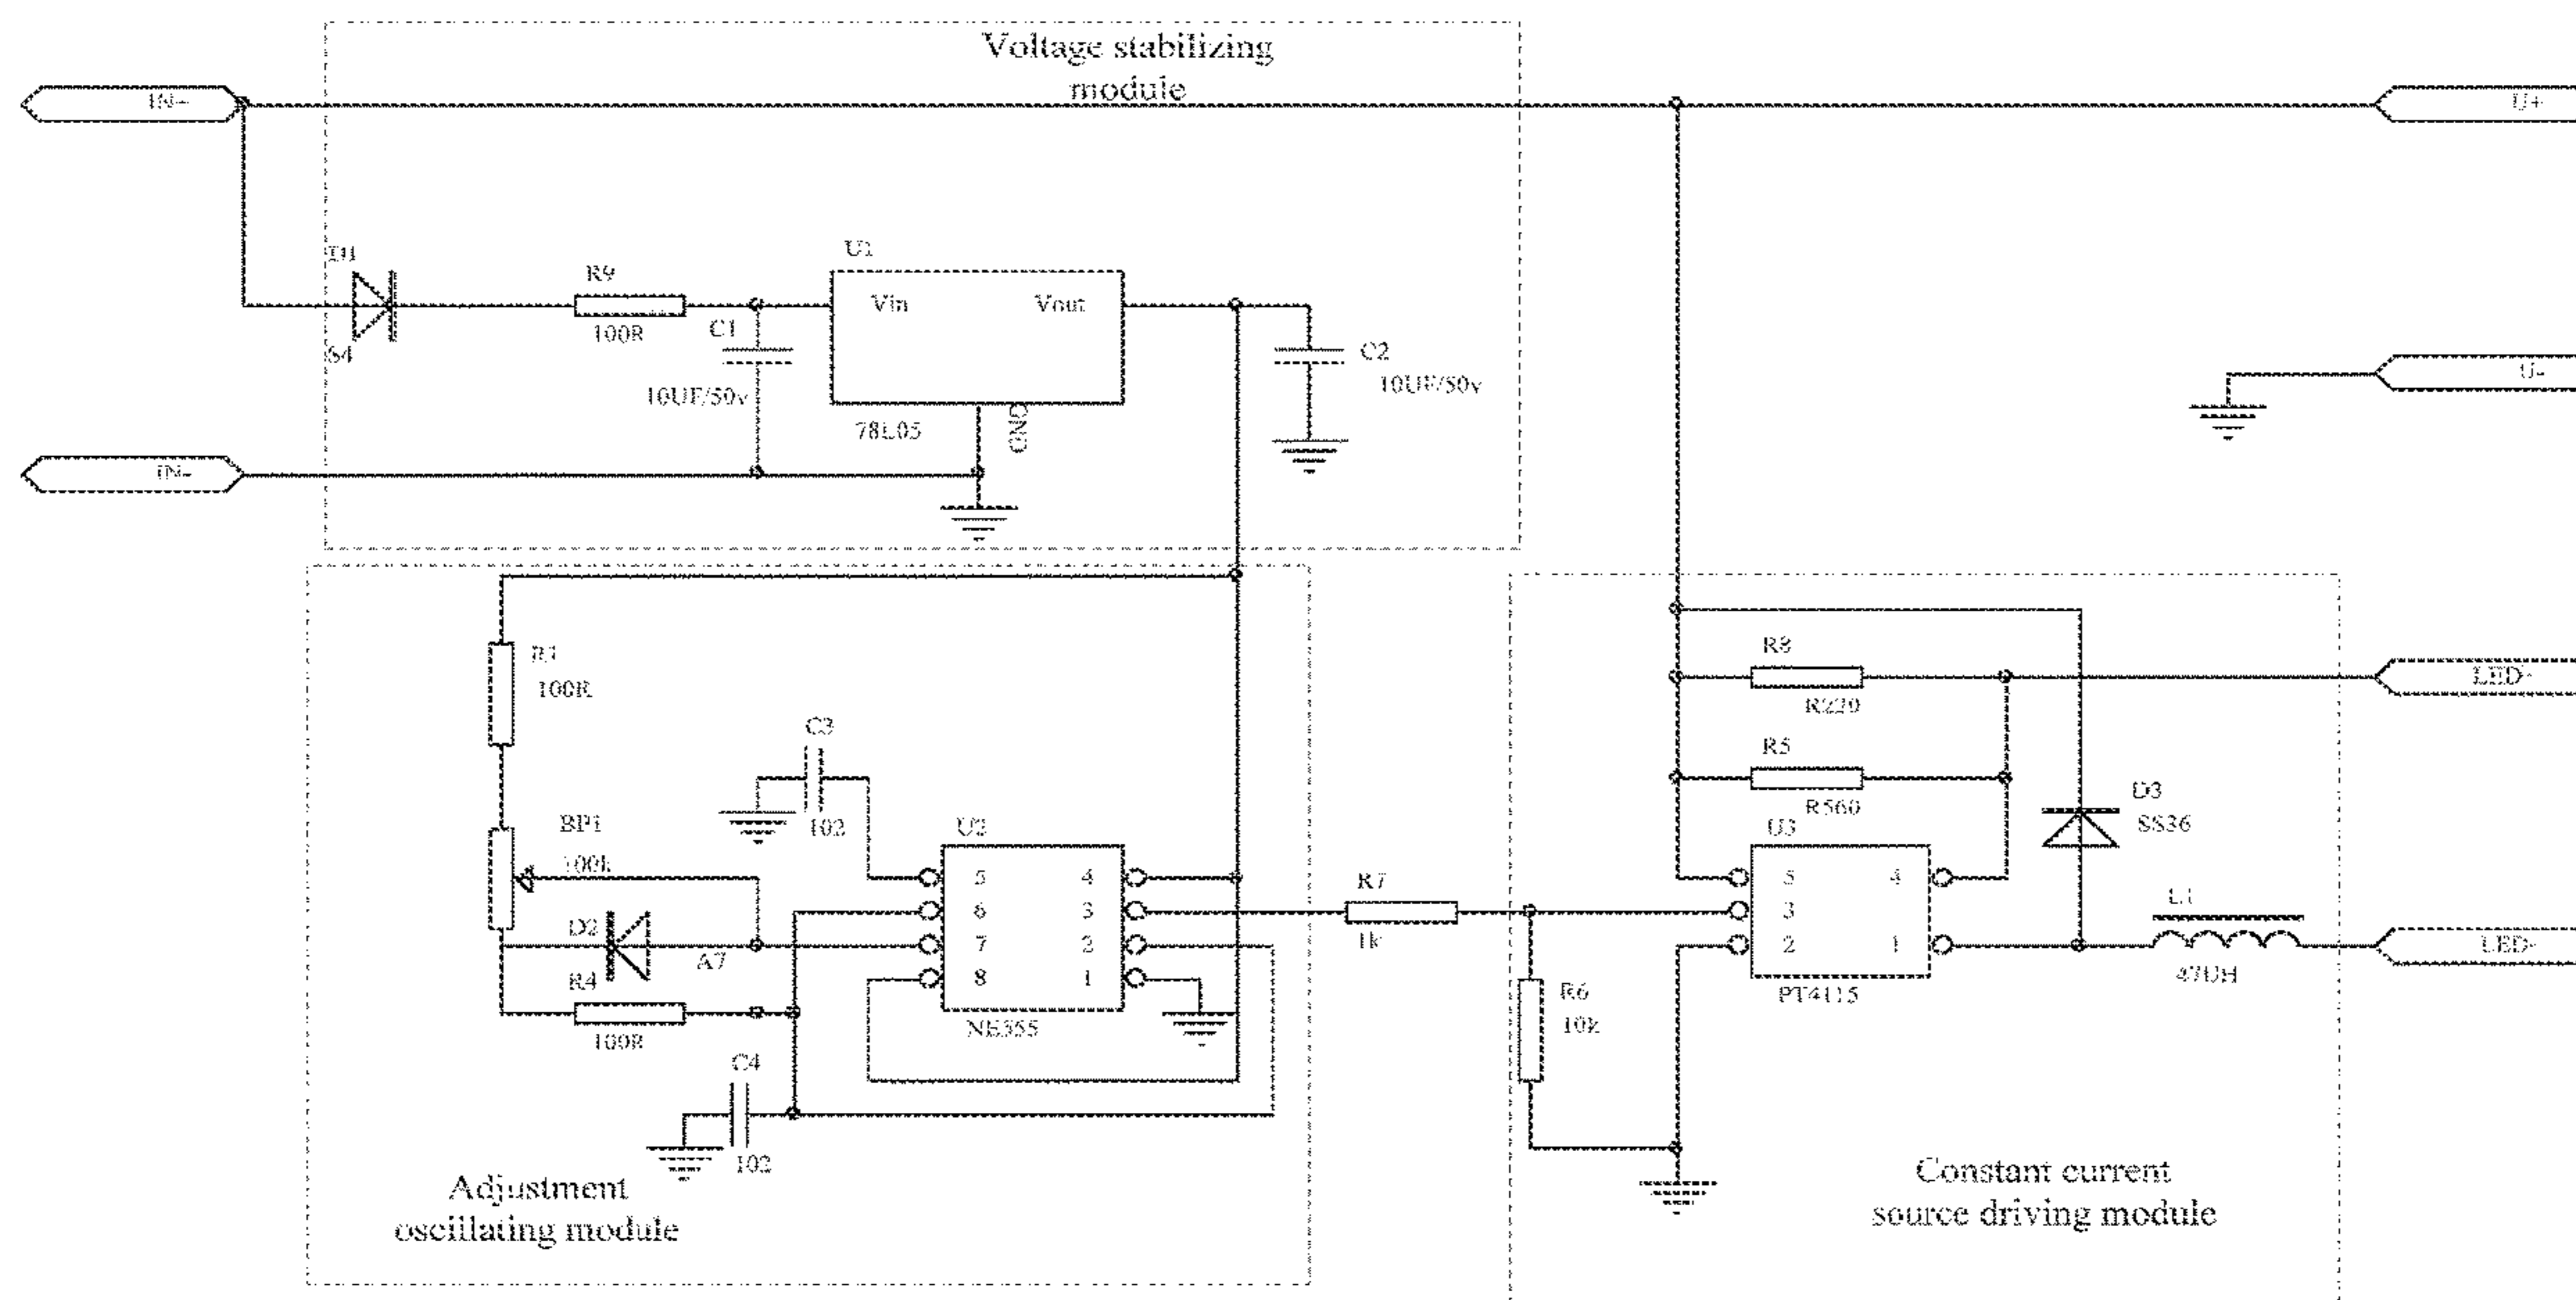 Voltage stabilizing
module
IN-
U+
D1
S4
R9
100R
C1
10UF/50v
U1
Vin
Vout
GND
78L05
C2
10UF/50v
U-
IN-
R8
R220
R5
R560
LED-
R3
100R
C3
102
BP1
100k
D2
A7
R4
100R
C4
102
U2
5
4
6
3
7
2
8
1
NE555
R7
1k
R6
10k
U3
5
4
3
2
1
PT4115
D3
SS36
L1
47UH
LED-
Adjustment
oscillating module
Constant current
source driving module